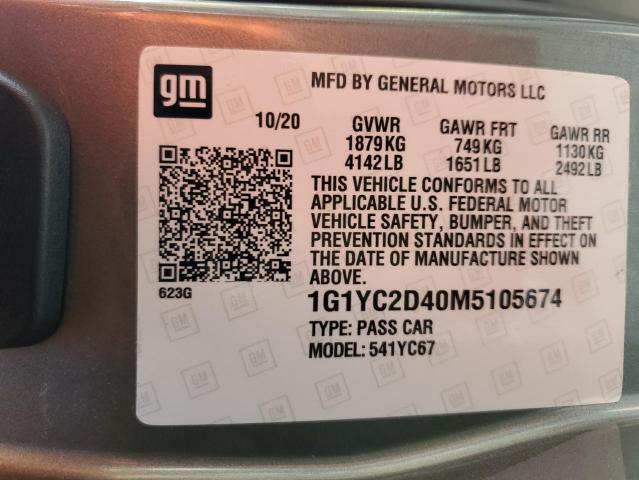 gm
MFD BY GENERAL MOTORS LLC
10/20 GVWR GAWR FRT GAWR RR
1879 KG 749 KG 1130 KG
4142 LB 1651 LB 2492 LB
THIS VEHICLE CONFORMS TO ALL
APPLICABLE U.S. FEDERAL MOTOR
VEHICLE SAFETY, BUMPER, AND THEFT
PREVENTION STANDARDS IN EFFECT ON
THE DATE OF MANUFACTURE SHOWN
ABOVE.
623G
1G1YC2D40M5105674
TYPE: PASS CAR
MODEL: 541YC67